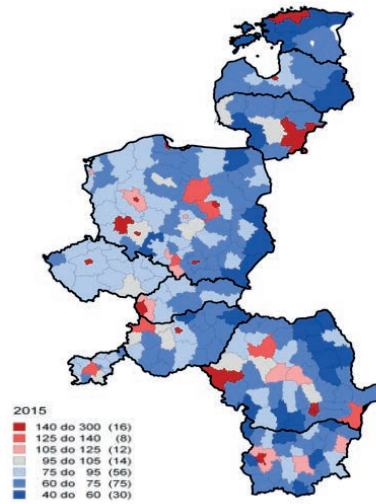 2015
140 do 300 (16)
125 do 140 (8)
105 do 125 (12)
95 do 105 (14)
75 do 95 (56)
60 do 75 (75)
40 do 60 (30)